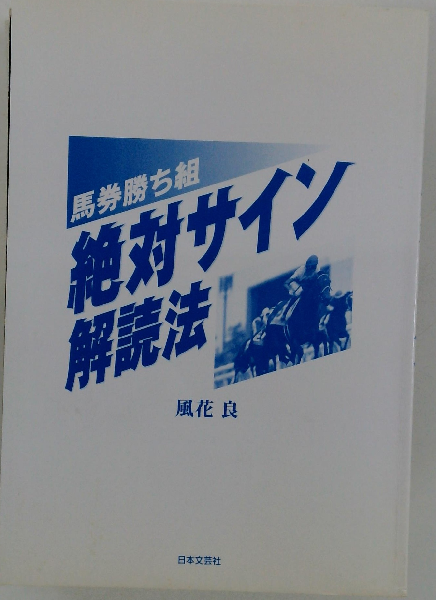 馬券勝ち組
絶対サイン
解読法
風花 良
日本文芸社